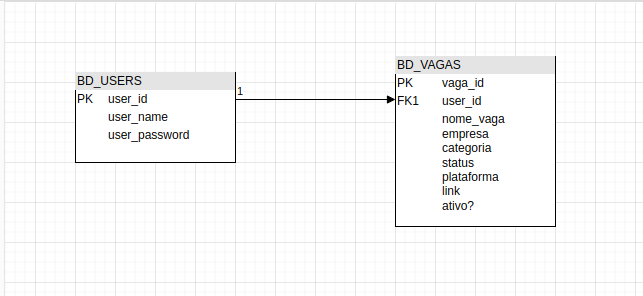 BD_USERS
PK user_id
user_name
user_password
1
BD_VAGAS
PK vaga_id
FK1 user_id
nome_vaga
empresa
categoria
status
plataforma
link
ativo?